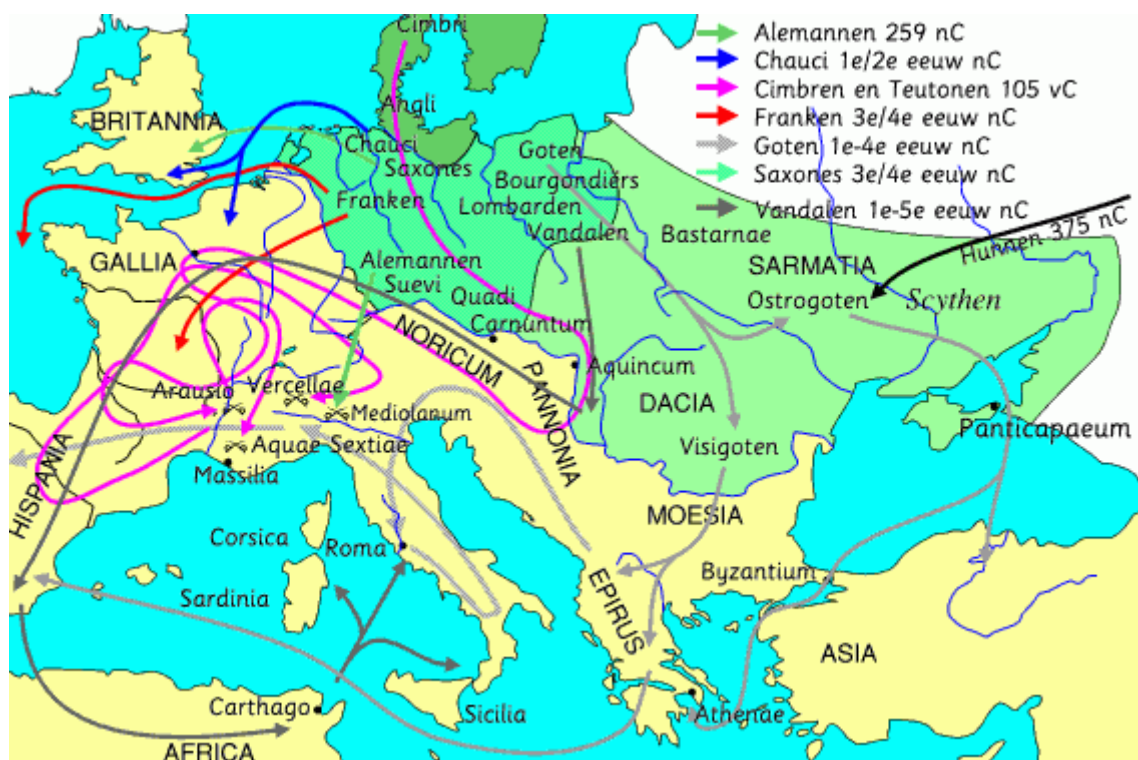 Cimbri
Alemannen 259 nC
Chauci 1e/2e eeuw nC
Cimbren en Teutonen 105 vC
Franken 3e/4e eeuw nC
Goten 1e-4e eeuw nC
Saxones 3e/4e eeuw nC
Vandalen 1e-5e eeuw nC
BRITANNIA
Angli
Chauci
Saxones
Goten
Bourgondiërs
Lombarden
Vandalen
Bastarnae
Hunnen 375 nC
Franken
GALLIA
Alemannen
Suevi
Quadi
Carnuntum
SARMATIA
Ostrogoten
Scythen
NORICUM
PANNONIA
Aquincum
DACIA
Arausio
Vercellae
Mediolanum
Aquae Sextiae
Massilia
HISPANIA
Visigoten
Panticapaeum
MOESIA
Corsica
Roma
Byzantium
Sardinia
EPIRUS
ASIA
Carthago
Sicilia
Athenae
AFRICA